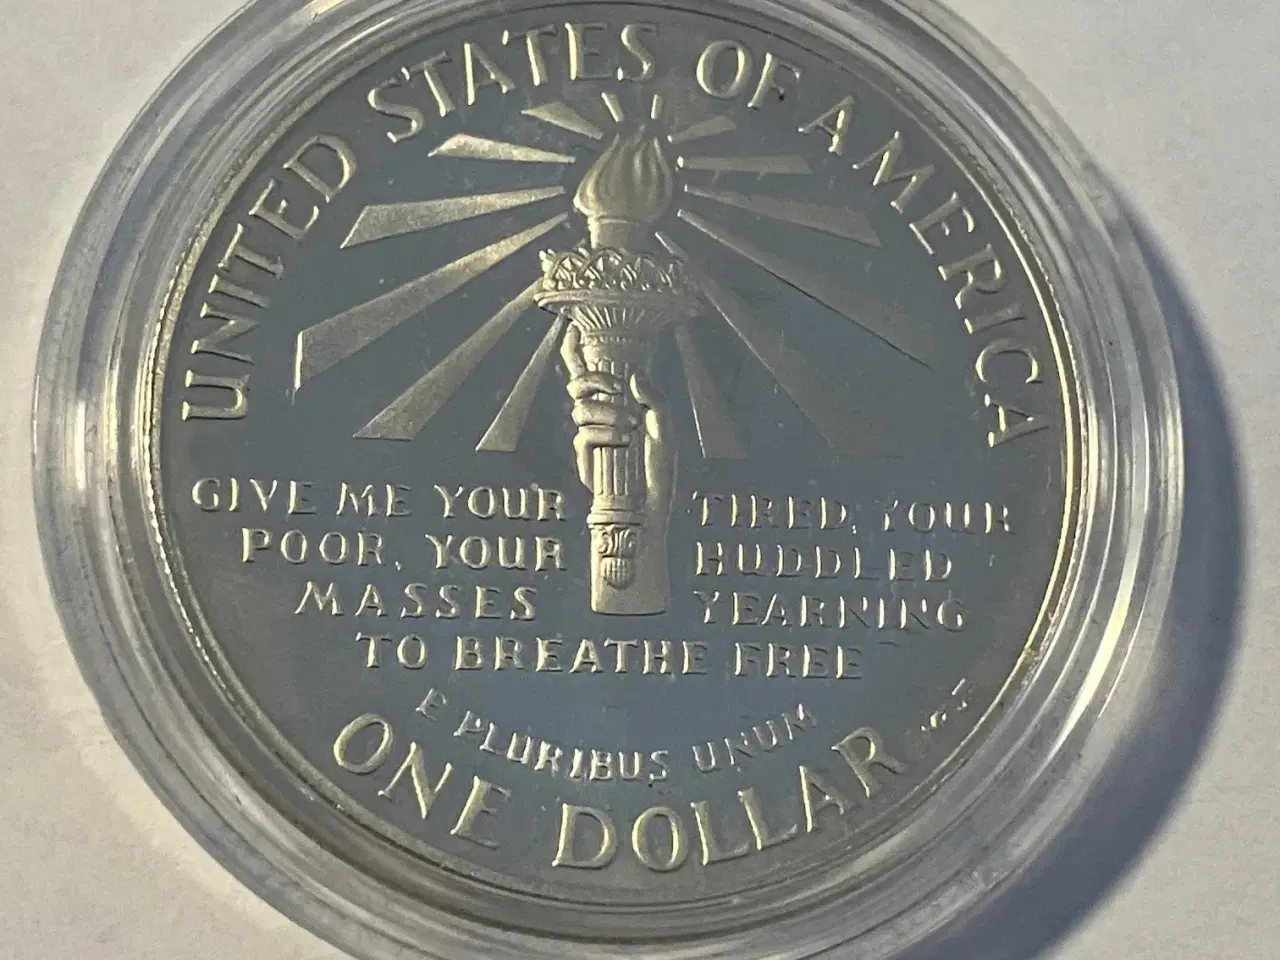 UNITED STATES OF AMERICA
GIVE ME YOUR TIRED, YOUR
POOR, YOUR HUDDLED
MASSES YEARNING
TO BREATHE FREE
E PLURIBUS UNUM
ONE DOLLAR